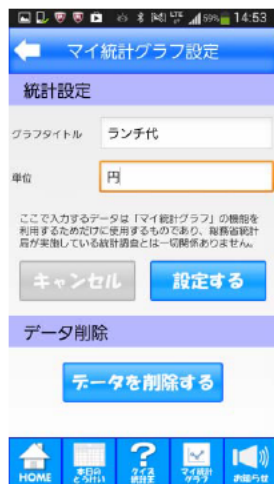 LTE 59% 14:53
マイ統計グラフ設定
統計設定
グラフタイトル ランチ代
単位 円
ここで入力するデータは「マイ統計グラフ」の機能を
利用するためだけに使用するものであり、総務省統計
局が実施している統計調査とは一切関係ありません。
キャンセル 設定する
データ削除
データを削除する
HOME 本日の とうけい クイズ 統計王 マイ統計 グラフ お知らせ